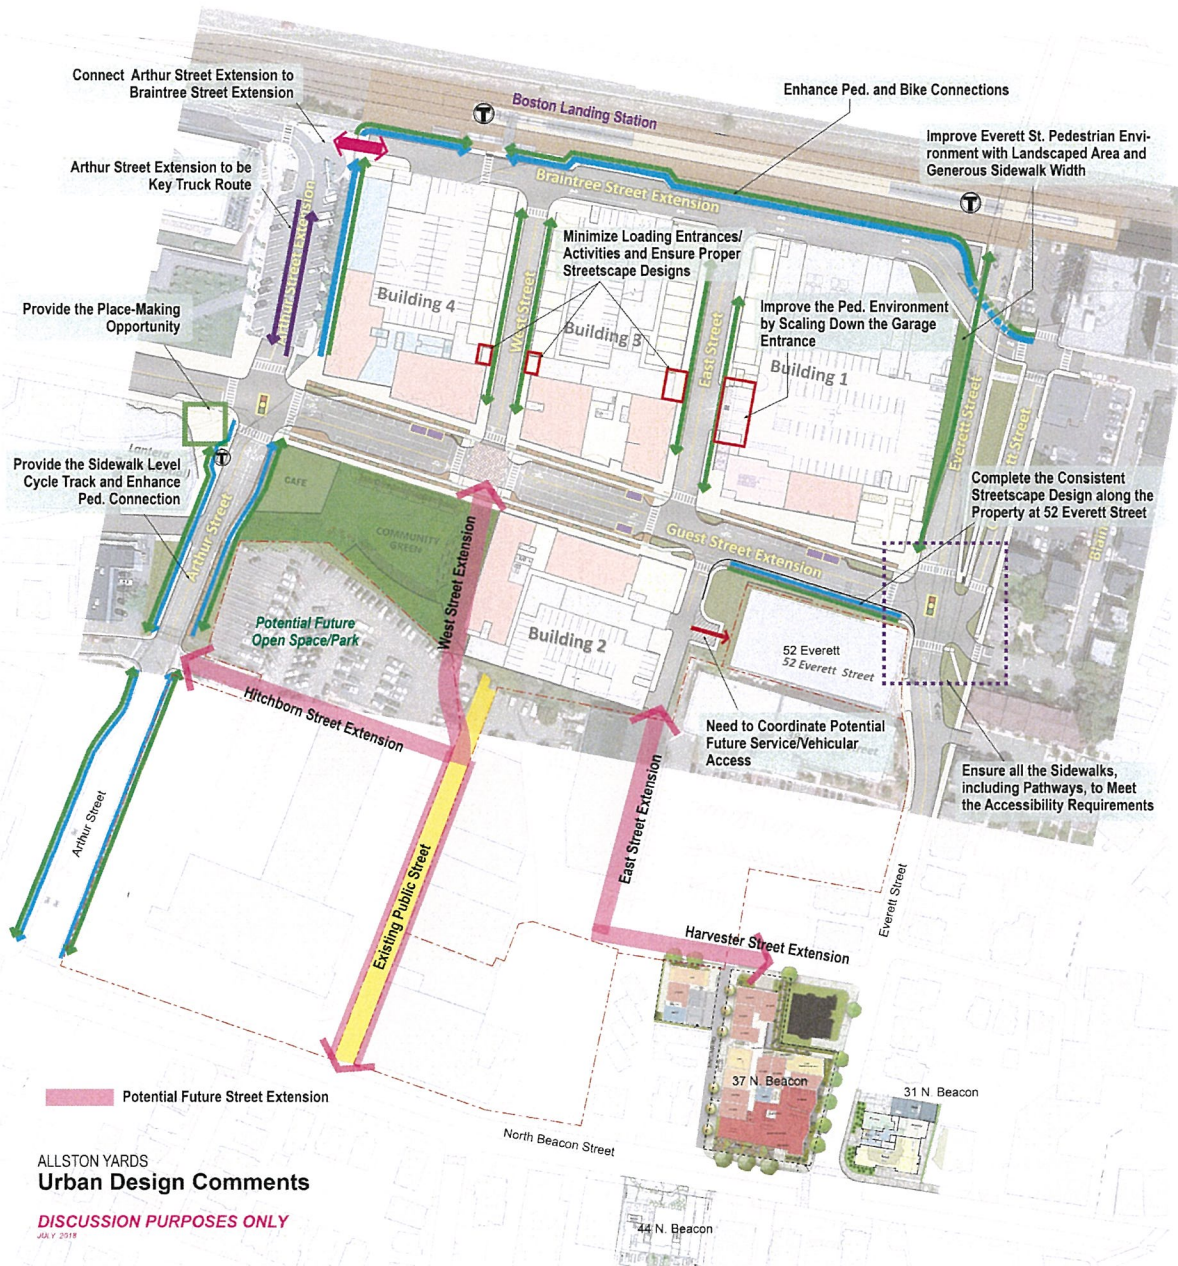 Connect Arthur Street Extension to
Braintree Street Extension
T
Boston Landing Station
Enhance Ped. and Bike Connections
Improve Everett St. Pedestrian Envi-
ronment with Landscaped Area and
Generous Sidewalk Width
Arthur Street Extension to be
Key Truck Route
Braintree Street Extension
T
Arthur Street Extension
Minimize Loading Entrances/
Activities and Ensure Proper
Streetscape Designs
Building 4
West Street
Building 3
East Street
Improve the Ped. Environment
by Scaling Down the Garage
Entrance
Building 1
Provide the Place-Making
Opportunity
Everett Street
Provide the Sidewalk Level
Cycle Track and Enhance
Ped. Connection
T
Arthur Street
CAFE
COMMUNITY
GREEN
Complete the Consistent
Streetscape Design along the
Property at 52 Everett Street
Guest Street Extension
West Street Extension
Potential Future
Open Space/Park
Building 2
52 Everett
52 Everett Street
Hitchborn Street Extension
Need to Coordinate Potential
Future Service/Vehicular
Access
Ensure all the Sidewalks,
including Pathways, to Meet
the Accessibility Requirements
Arthur Street
East Street Extension
Existing Public Street
Everett Street
Harvester Street Extension
37 N. Beacon
31 N. Beacon
Potential Future Street Extension
North Beacon Street
ALLSTON YARDS
Urban Design Comments
DISCUSSION PURPOSES ONLY
JULY 2018
44 N. Beacon